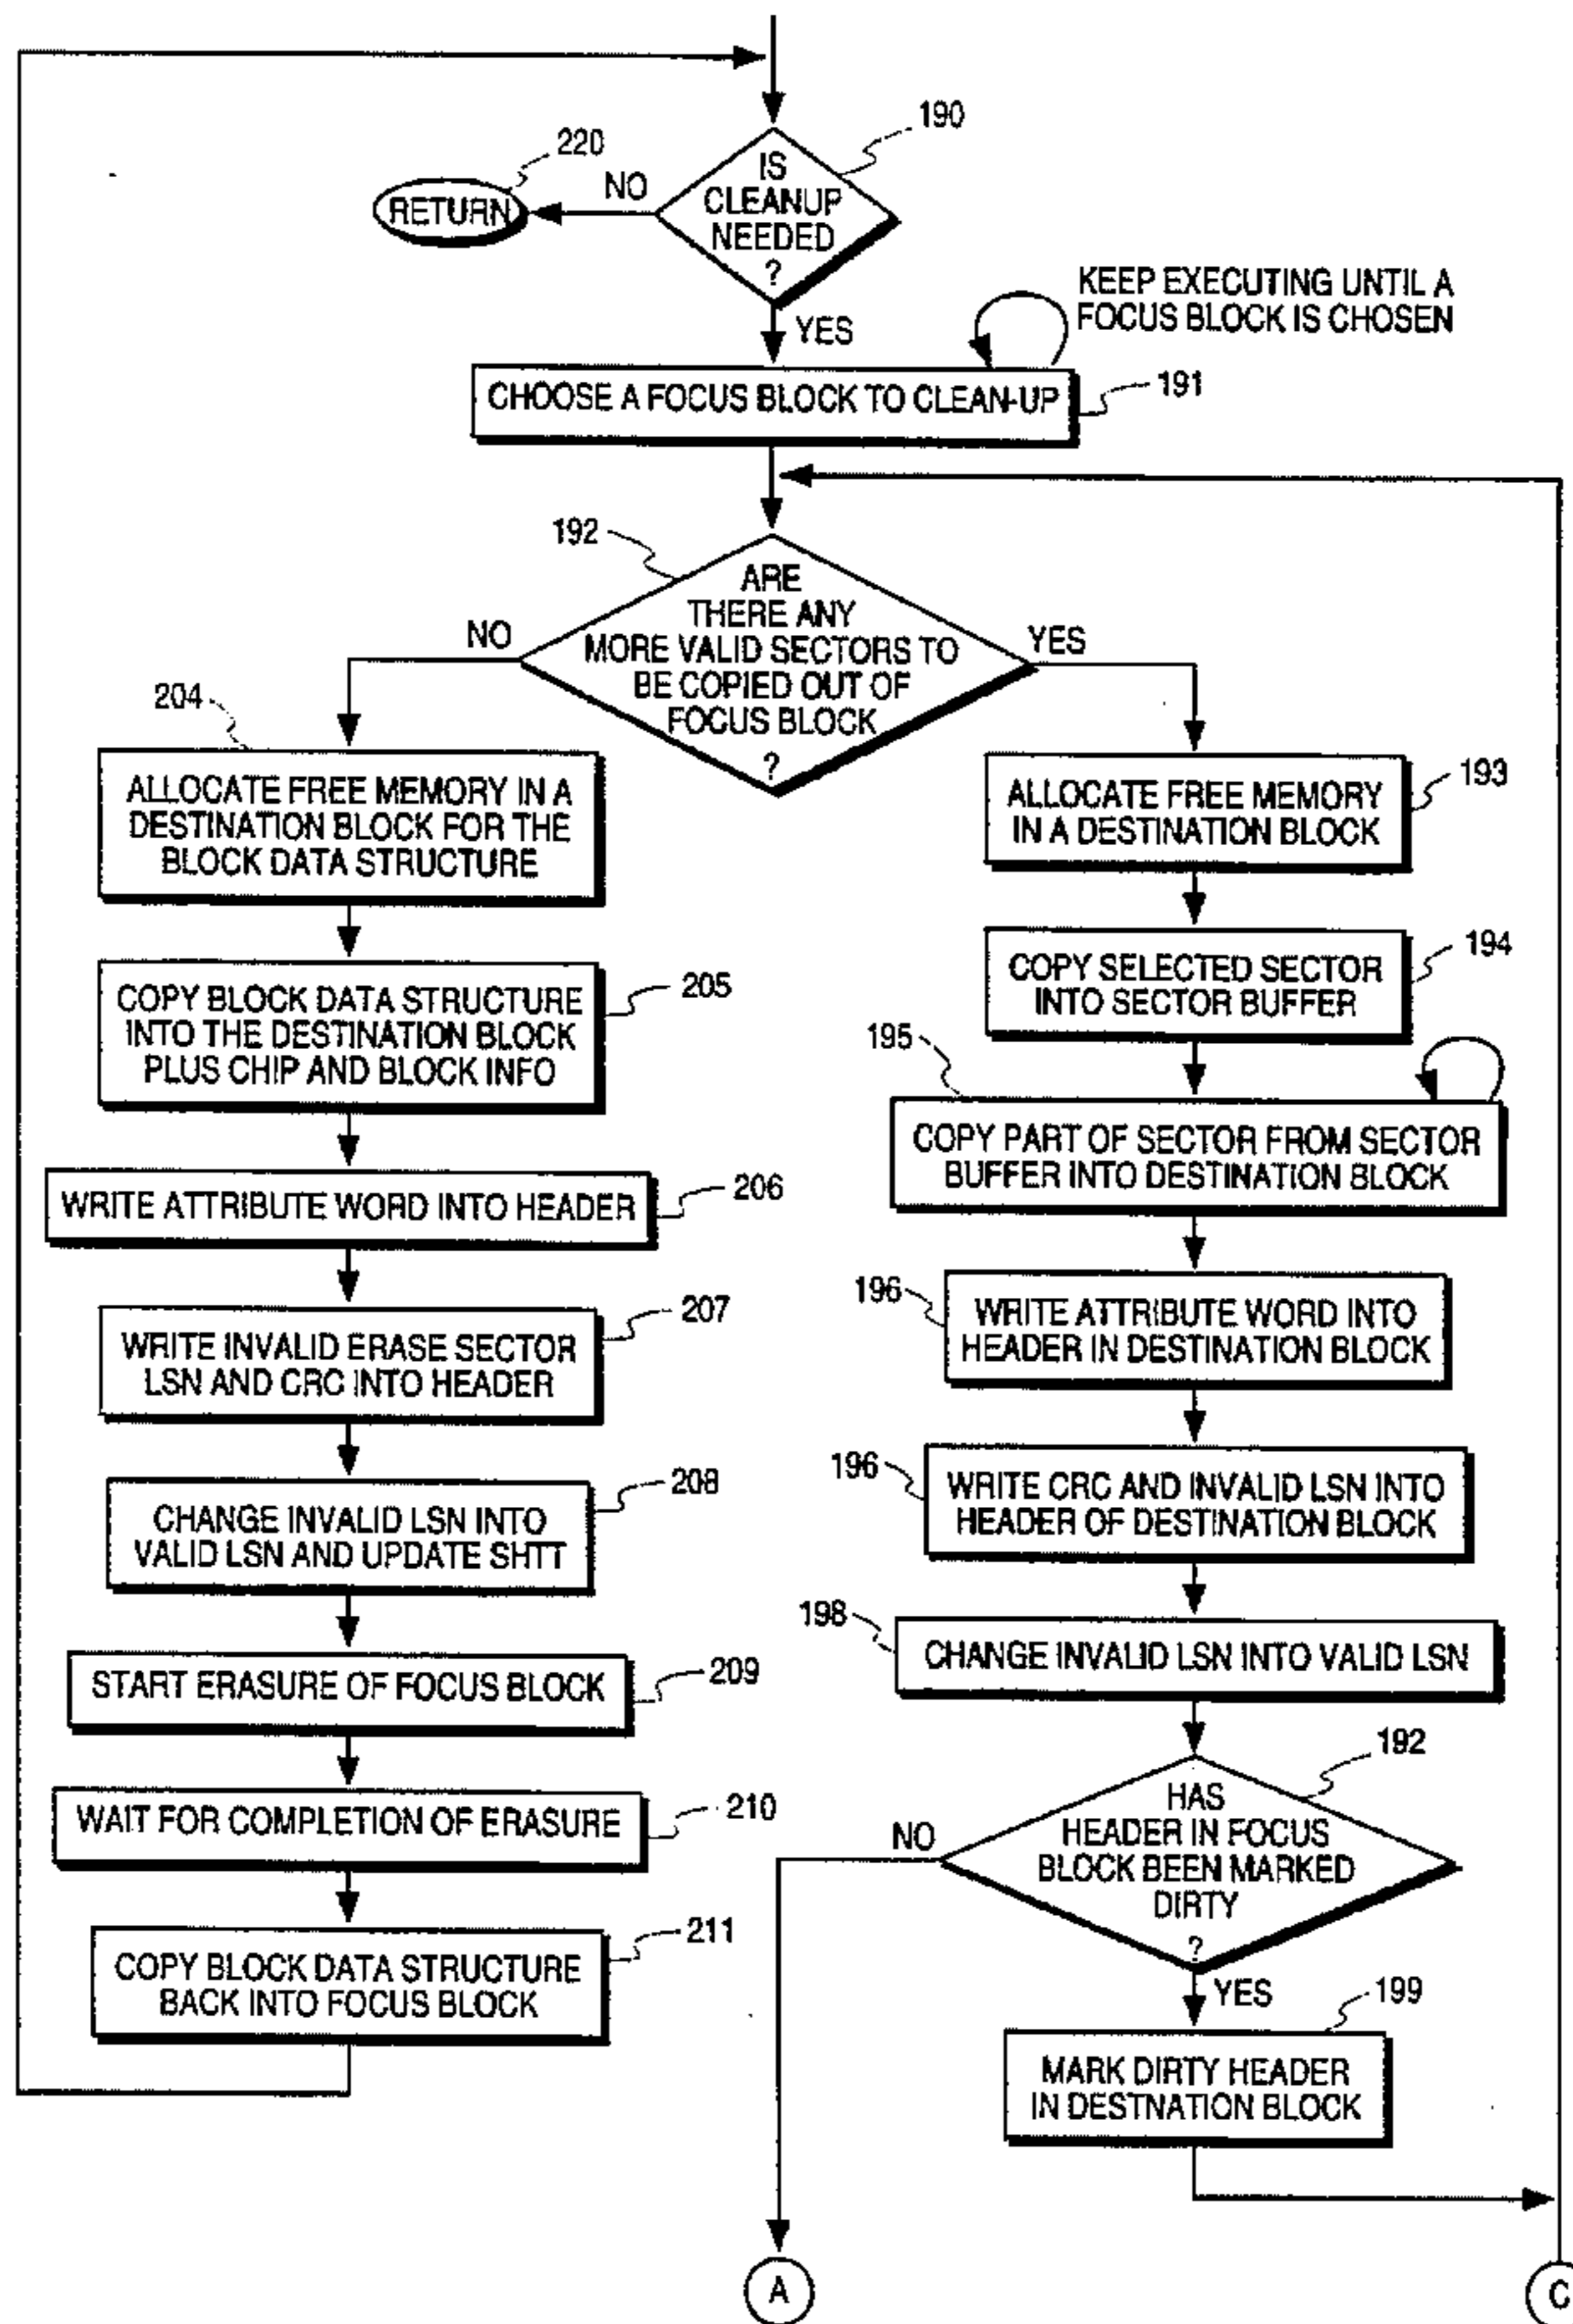 190
IS
CLEANUP
NEEDED
?
220
RETURN
NO
YES
KEEP EXECUTING UNTIL A
FOCUS BLOCK IS CHOSEN
CHOOSE A FOCUS BLOCK TO CLEAN-UP
191
192
ARE
THERE ANY
MORE VALID SECTORS TO
BE COPIED OUT OF
FOCUS BLOCK
?
NO
YES
204
ALLOCATE FREE MEMORY IN A
DESTINATION BLOCK FOR THE
BLOCK DATA STRUCTURE
COPY BLOCK DATA STRUCTURE
INTO THE DESTINATION BLOCK
PLUS CHIP AND BLOCK INFO
205
WRITE ATTRIBUTE WORD INTO HEADER
206
WRITE INVALID ERASE SECTOR
LSN AND CRC INTO HEADER
207
CHANGE INVALID LSN INTO
VALID LSN AND UPDATE SHTT
208
START ERASURE OF FOCUS BLOCK
209
WAIT FOR COMPLETION OF ERASURE
210
COPY BLOCK DATA STRUCTURE
BACK INTO FOCUS BLOCK
211
ALLOCATE FREE MEMORY
IN A DESTINATION BLOCK
193
COPY SELECTED SECTOR
INTO SECTOR BUFFER
194
195
COPY PART OF SECTOR FROM SECTOR
BUFFER INTO DESTINATION BLOCK
196
WRITE ATTRIBUTE WORD INTO
HEADER IN DESTINATION BLOCK
196
WRITE CRC AND INVALID LSN INTO
HEADER OF DESTINATION BLOCK
198
CHANGE INVALID LSN INTO VALID LSN
192
HAS
HEADER IN FOCUS
BLOCK BEEN MARKED
DIRTY
?
NO
YES
199
MARK DIRTY HEADER
IN DESTNATION BLOCK
A
C